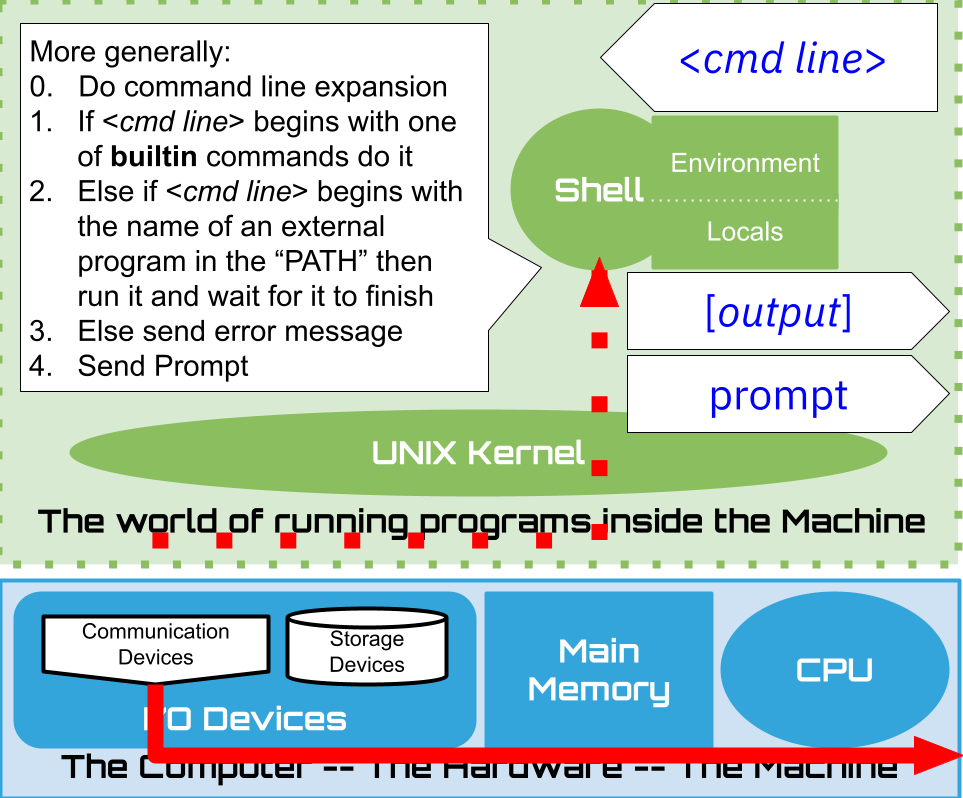 More generally:
0. Do command line expansion
1. If <cmd line> begins with one
of builtin commands do it
2. Else if <cmd line> begins with
the name of an external
program in the “PATH” then
run it and wait for it to finish
3. Else send error message
4. Send Prompt
<cmd line>
Shell
Environment
Locals
[output]
prompt
UNIX Kernel
The world of running programs inside the Machine
Communication
Devices
Storage
Devices
I/O Devices
Main
Memory
CPU
The Computer -- The Hardware -- The Machine